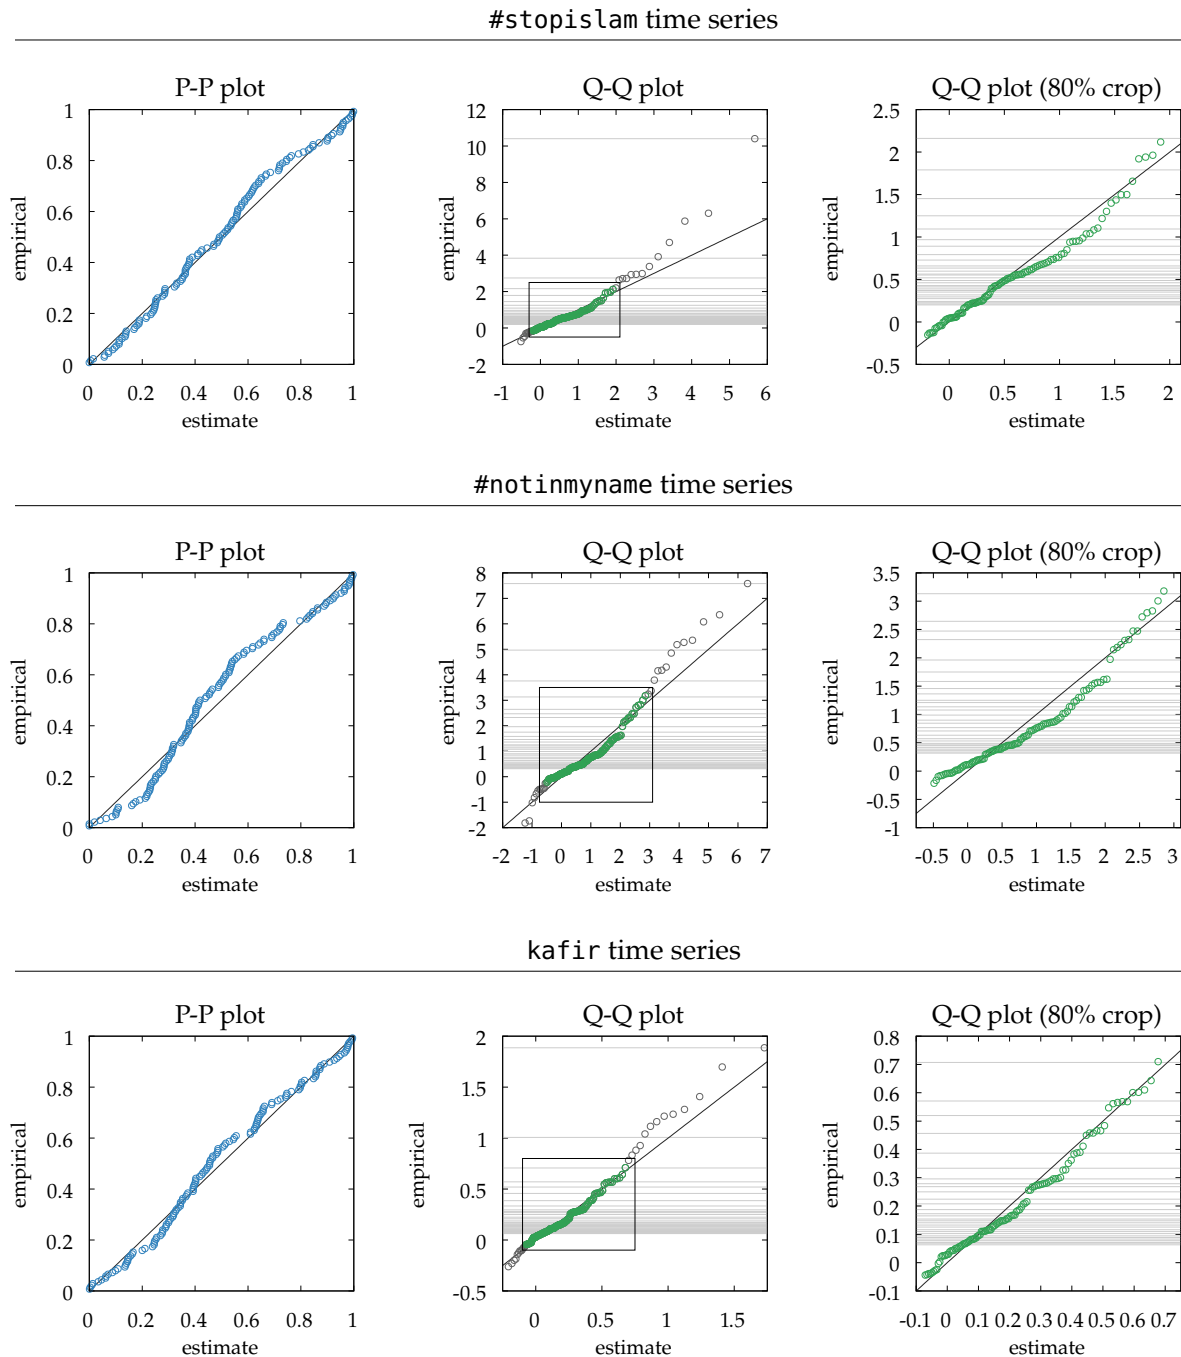 #stopislam time series
P-P plot
Q-Q plot
Q-Q plot (80% crop)
1
0.8
0.6
0.4
0.2
0
empirical
0 0.2 0.4 0.6 0.8 1
estimate
12
10
8
6
4
2
0
-2
empirical
-1 0 1 2 3 4 5 6
estimate
2.5
2
1.5
1
0.5
0
-0.5
empirical
0 0.5 1 1.5 2
estimate
#notinmyname time series
P-P plot
Q-Q plot
Q-Q plot (80% crop)
1
0.8
0.6
0.4
0.2
0
empirical
0 0.2 0.4 0.6 0.8 1
estimate
8
7
6
5
4
3
2
1
0
-1
-2
empirical
-2 -1 0 1 2 3 4 5 6 7
estimate
3.5
3
2.5
2
1.5
1
0.5
0
-0.5
-1
empirical
-0.5 0 0.5 1 1.5 2 2.5 3
estimate
kafir time series
P-P plot
Q-Q plot
Q-Q plot (80% crop)
1
0.8
0.6
0.4
0.2
0
empirical
0 0.2 0.4 0.6 0.8 1
estimate
2
1.5
1
0.5
0
-0.5
empirical
0 0.5 1 1.5
estimate
0.8
0.7
0.6
0.5
0.4
0.3
0.2
0.1
0
-0.1
empirical
-0.1 0 0.1 0.2 0.3 0.4 0.5 0.6 0.7
estimate